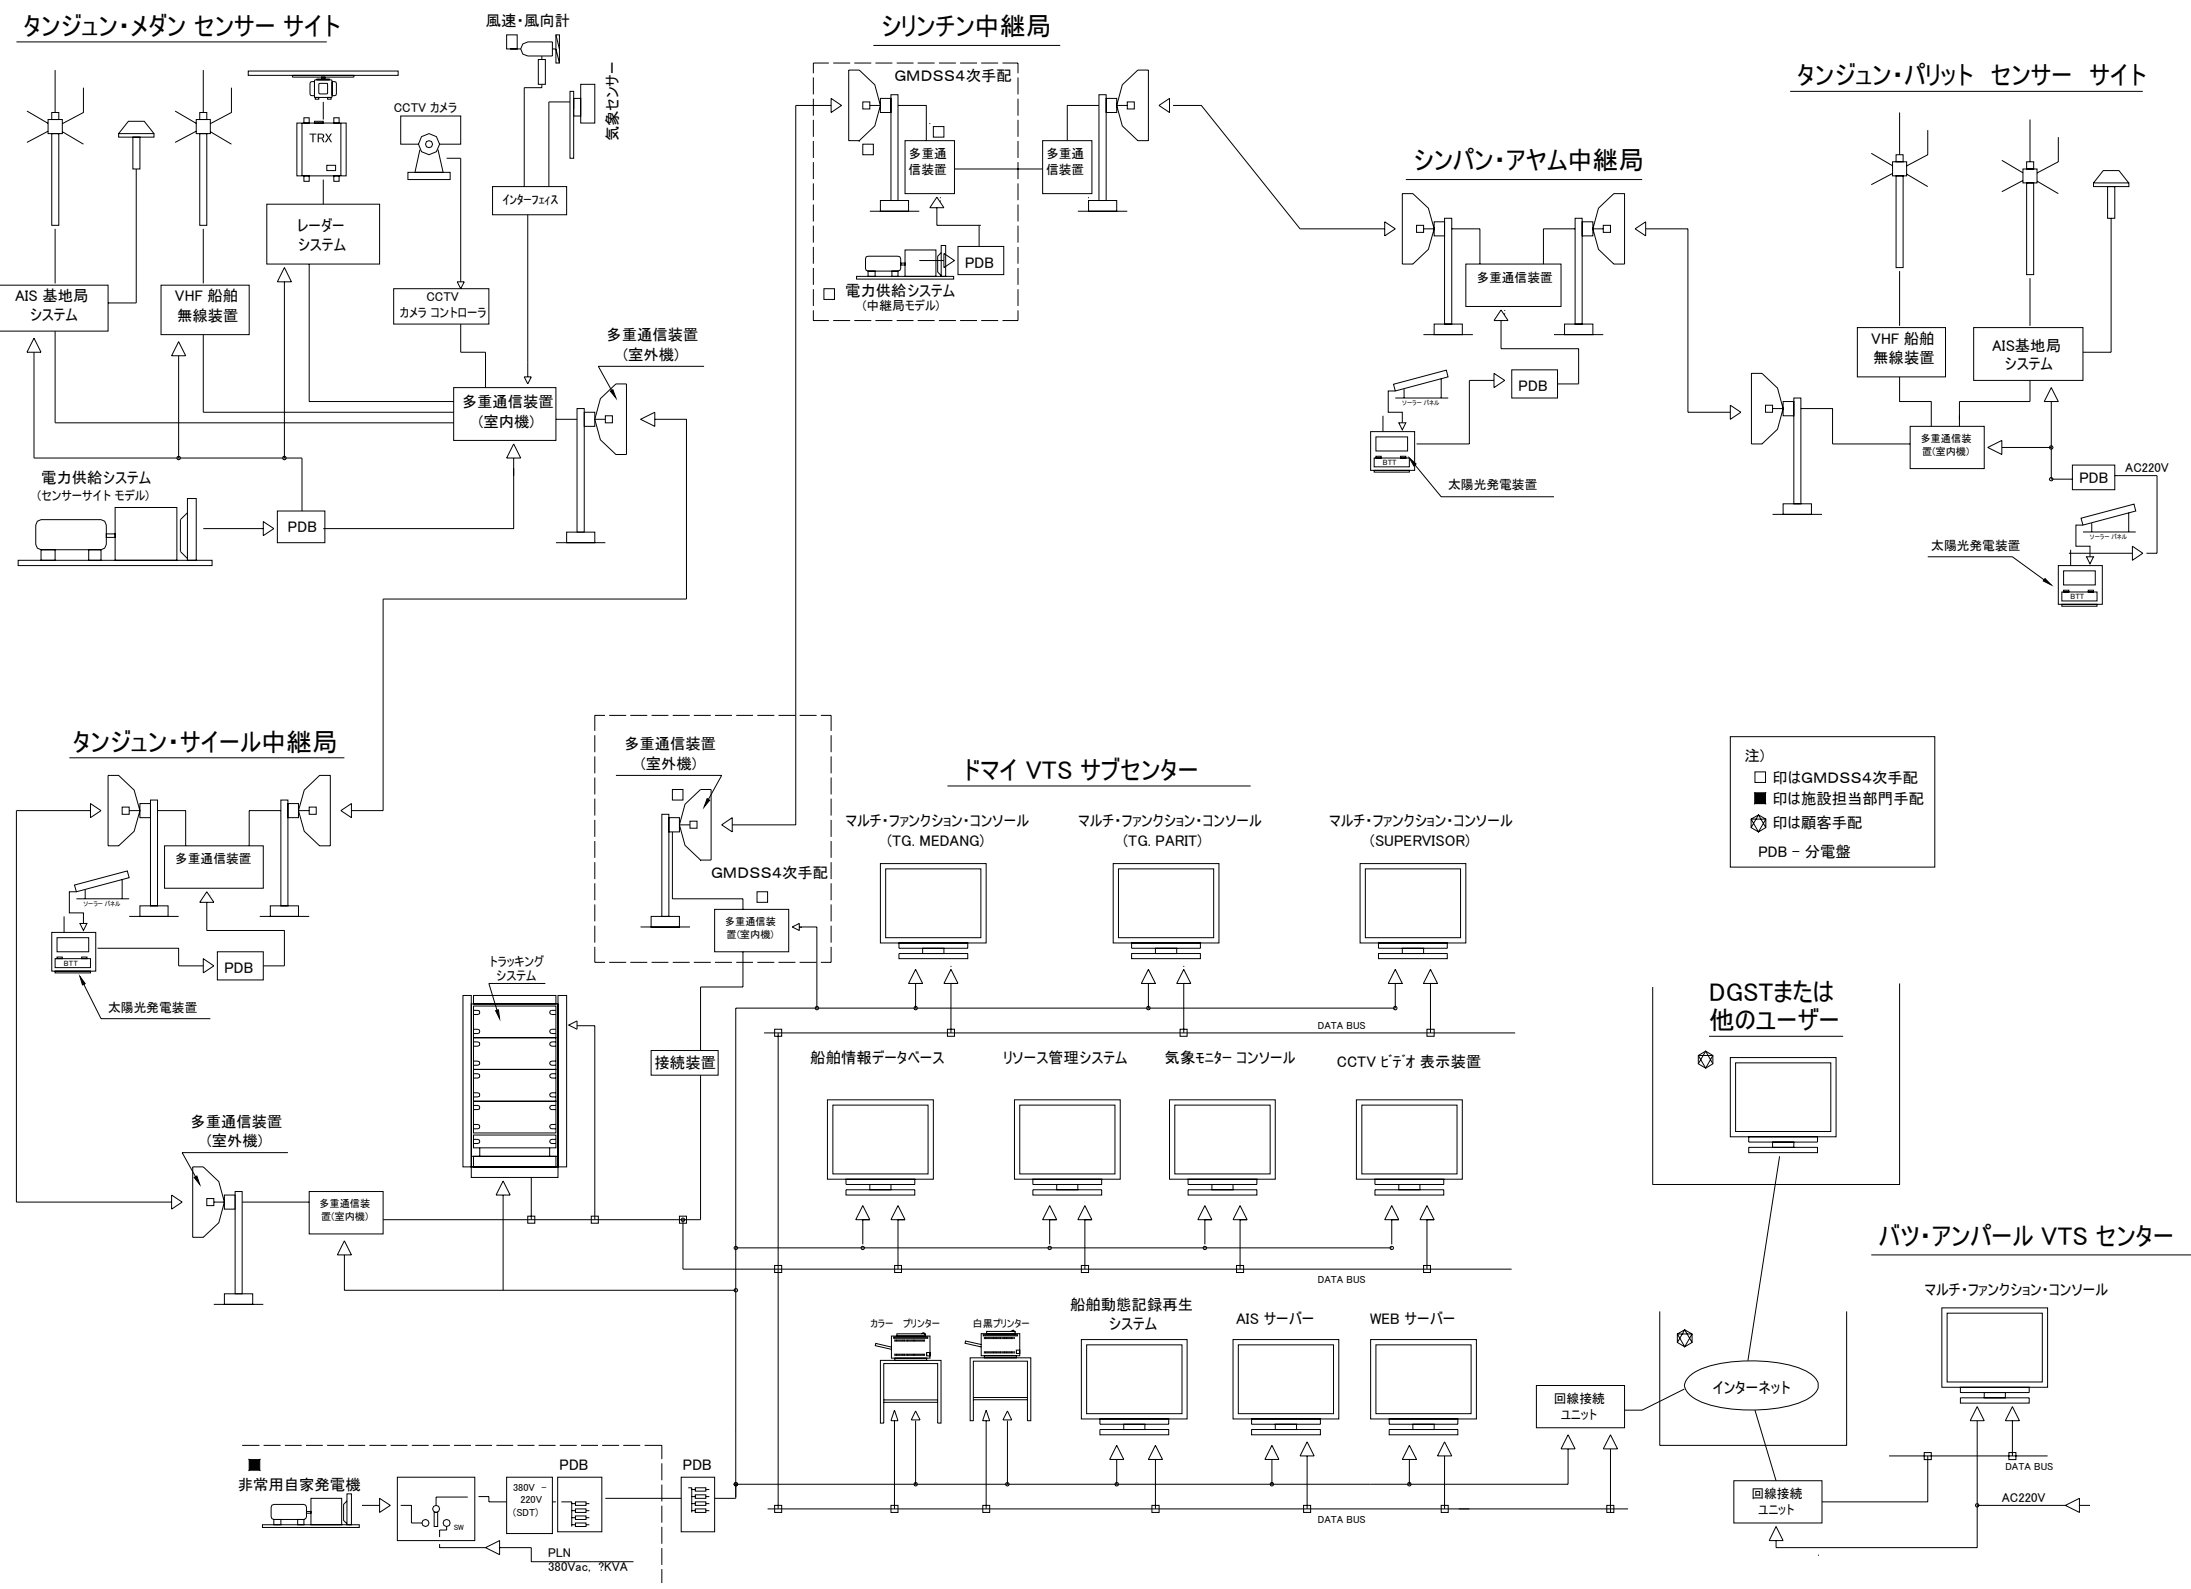 タンジュン・メダン センサー サイト
風速・風向計
気象センサー
CCTV カメラ
TRX
インターフェィス
レーダー
システム
AIS 基地局
システム
VHF 船舶
無線装置
CCTV
カメラ コントローラ
多重通信装置
(室外機)
多重通信装置
(室内機)
電力供給システム
(センサーサイト モデル)
PDB
シリンチン中継局
GMDSS4次手配
多重通
信装置
多重通
信装置
PDB
電力供給システム
(中継局モデル)
シンパン・アヤム中継局
多重通信装置
PDB
ソーラー パネル
BTT
太陽光発電装置
タンジュン・パリット センサー サイト
VHF 船舶
無線装置
AIS基地局
システム
多重通信装
置(室内機)
PDB
AC220V
ソーラー パネル
太陽光発電装置
BTT
タンジュン・サイール中継局
多重通信装置
ソーラー パネル
BTT
PDB
太陽光発電装置
多重通信装置
(室外機)
GMDSS4次手配
多重通信装
置(室内機)
トラッキング
システム
接続装置
多重通信装置
(室外機)
多重通信装
置(室内機)
ドマイ VTS サブセンター
マルチ・ファンクション・コンソール
(TG. MEDANG)
マルチ・ファンクション・コンソール
(TG. PARIT)
マルチ・ファンクション・コンソール
(SUPERVISOR)
DATA BUS
船舶情報データベース
リソース管理システム
気象モニター コンソール
CCTV ビデオ 表示装置
DATA BUS
カラー プリンター
白黒プリンター
船舶動態記録再生
システム
AIS サーバー
WEB サーバー
DATA BUS
回線接続
ユニット
■
非常用自家発電機
SW
380V -
220V
(SDT)
PDB
PDB
PLN
380Vac, ?KVA
注)
□ 印はGMDSS4次手配
■ 印は施設担当部門手配
印は顧客手配
PDB - 分電盤
DGSTまたは
他のユーザー
インターネット
バツ・アンパール VTS センター
マルチ・ファンクション・コンソール
DATA BUS
回線接続
ユニット
AC220V